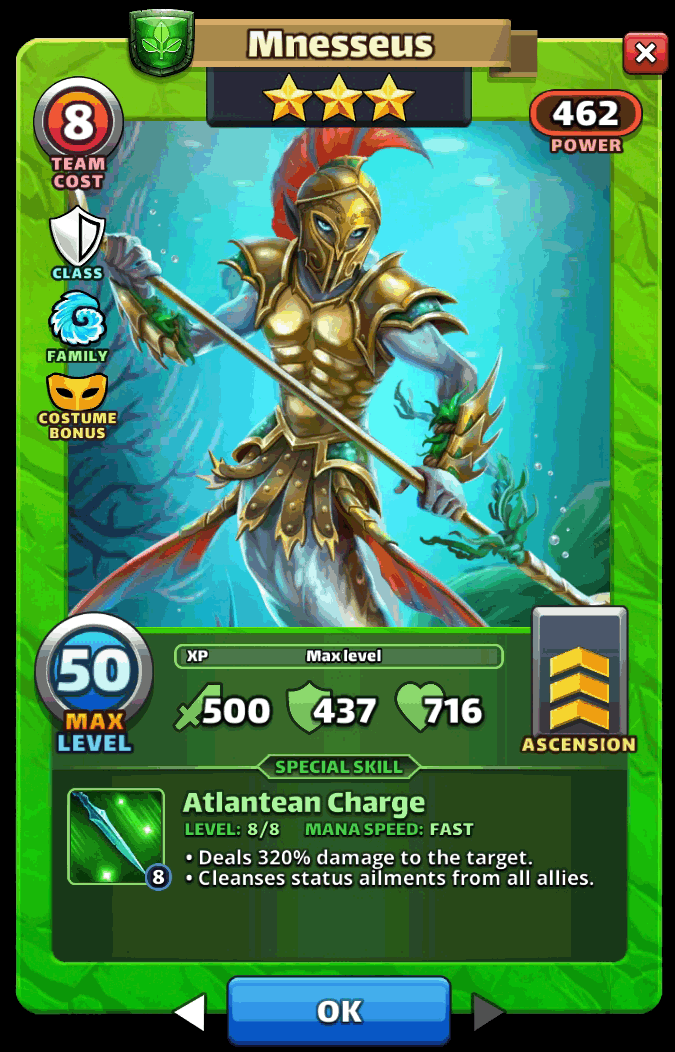 Mnesseus
8
TEAM
COST
462
POWER
CLASS
FAMILY
COSTUME
BONUS
50
MAX
LEVEL
XP Max level
500 437 716
ASCENSION
SPECIAL SKILL
Atlantean Charge
LEVEL: 8/8 MANA SPEED: FAST
• Deals 320% damage to the target.
• Cleanses status ailments from all allies.
8
OK